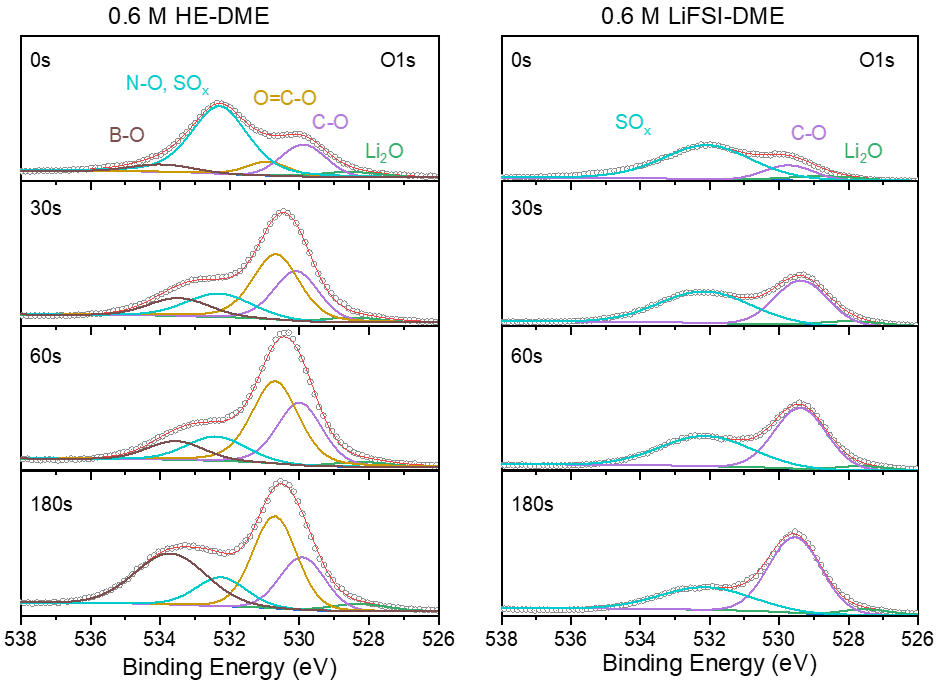 0.6 M HE-DME
0s
O1s
N-O, SOx
O=C-O
B-O
C-O
Li2O
30s
60s
180s
538 536 534 532 530 528 526
Binding Energy (eV)
0.6 M LiFSI-DME
0s
O1s
SOx
C-O
Li2O
30s
60s
180s
538 536 534 532 530 528 526
Binding Energy (eV)